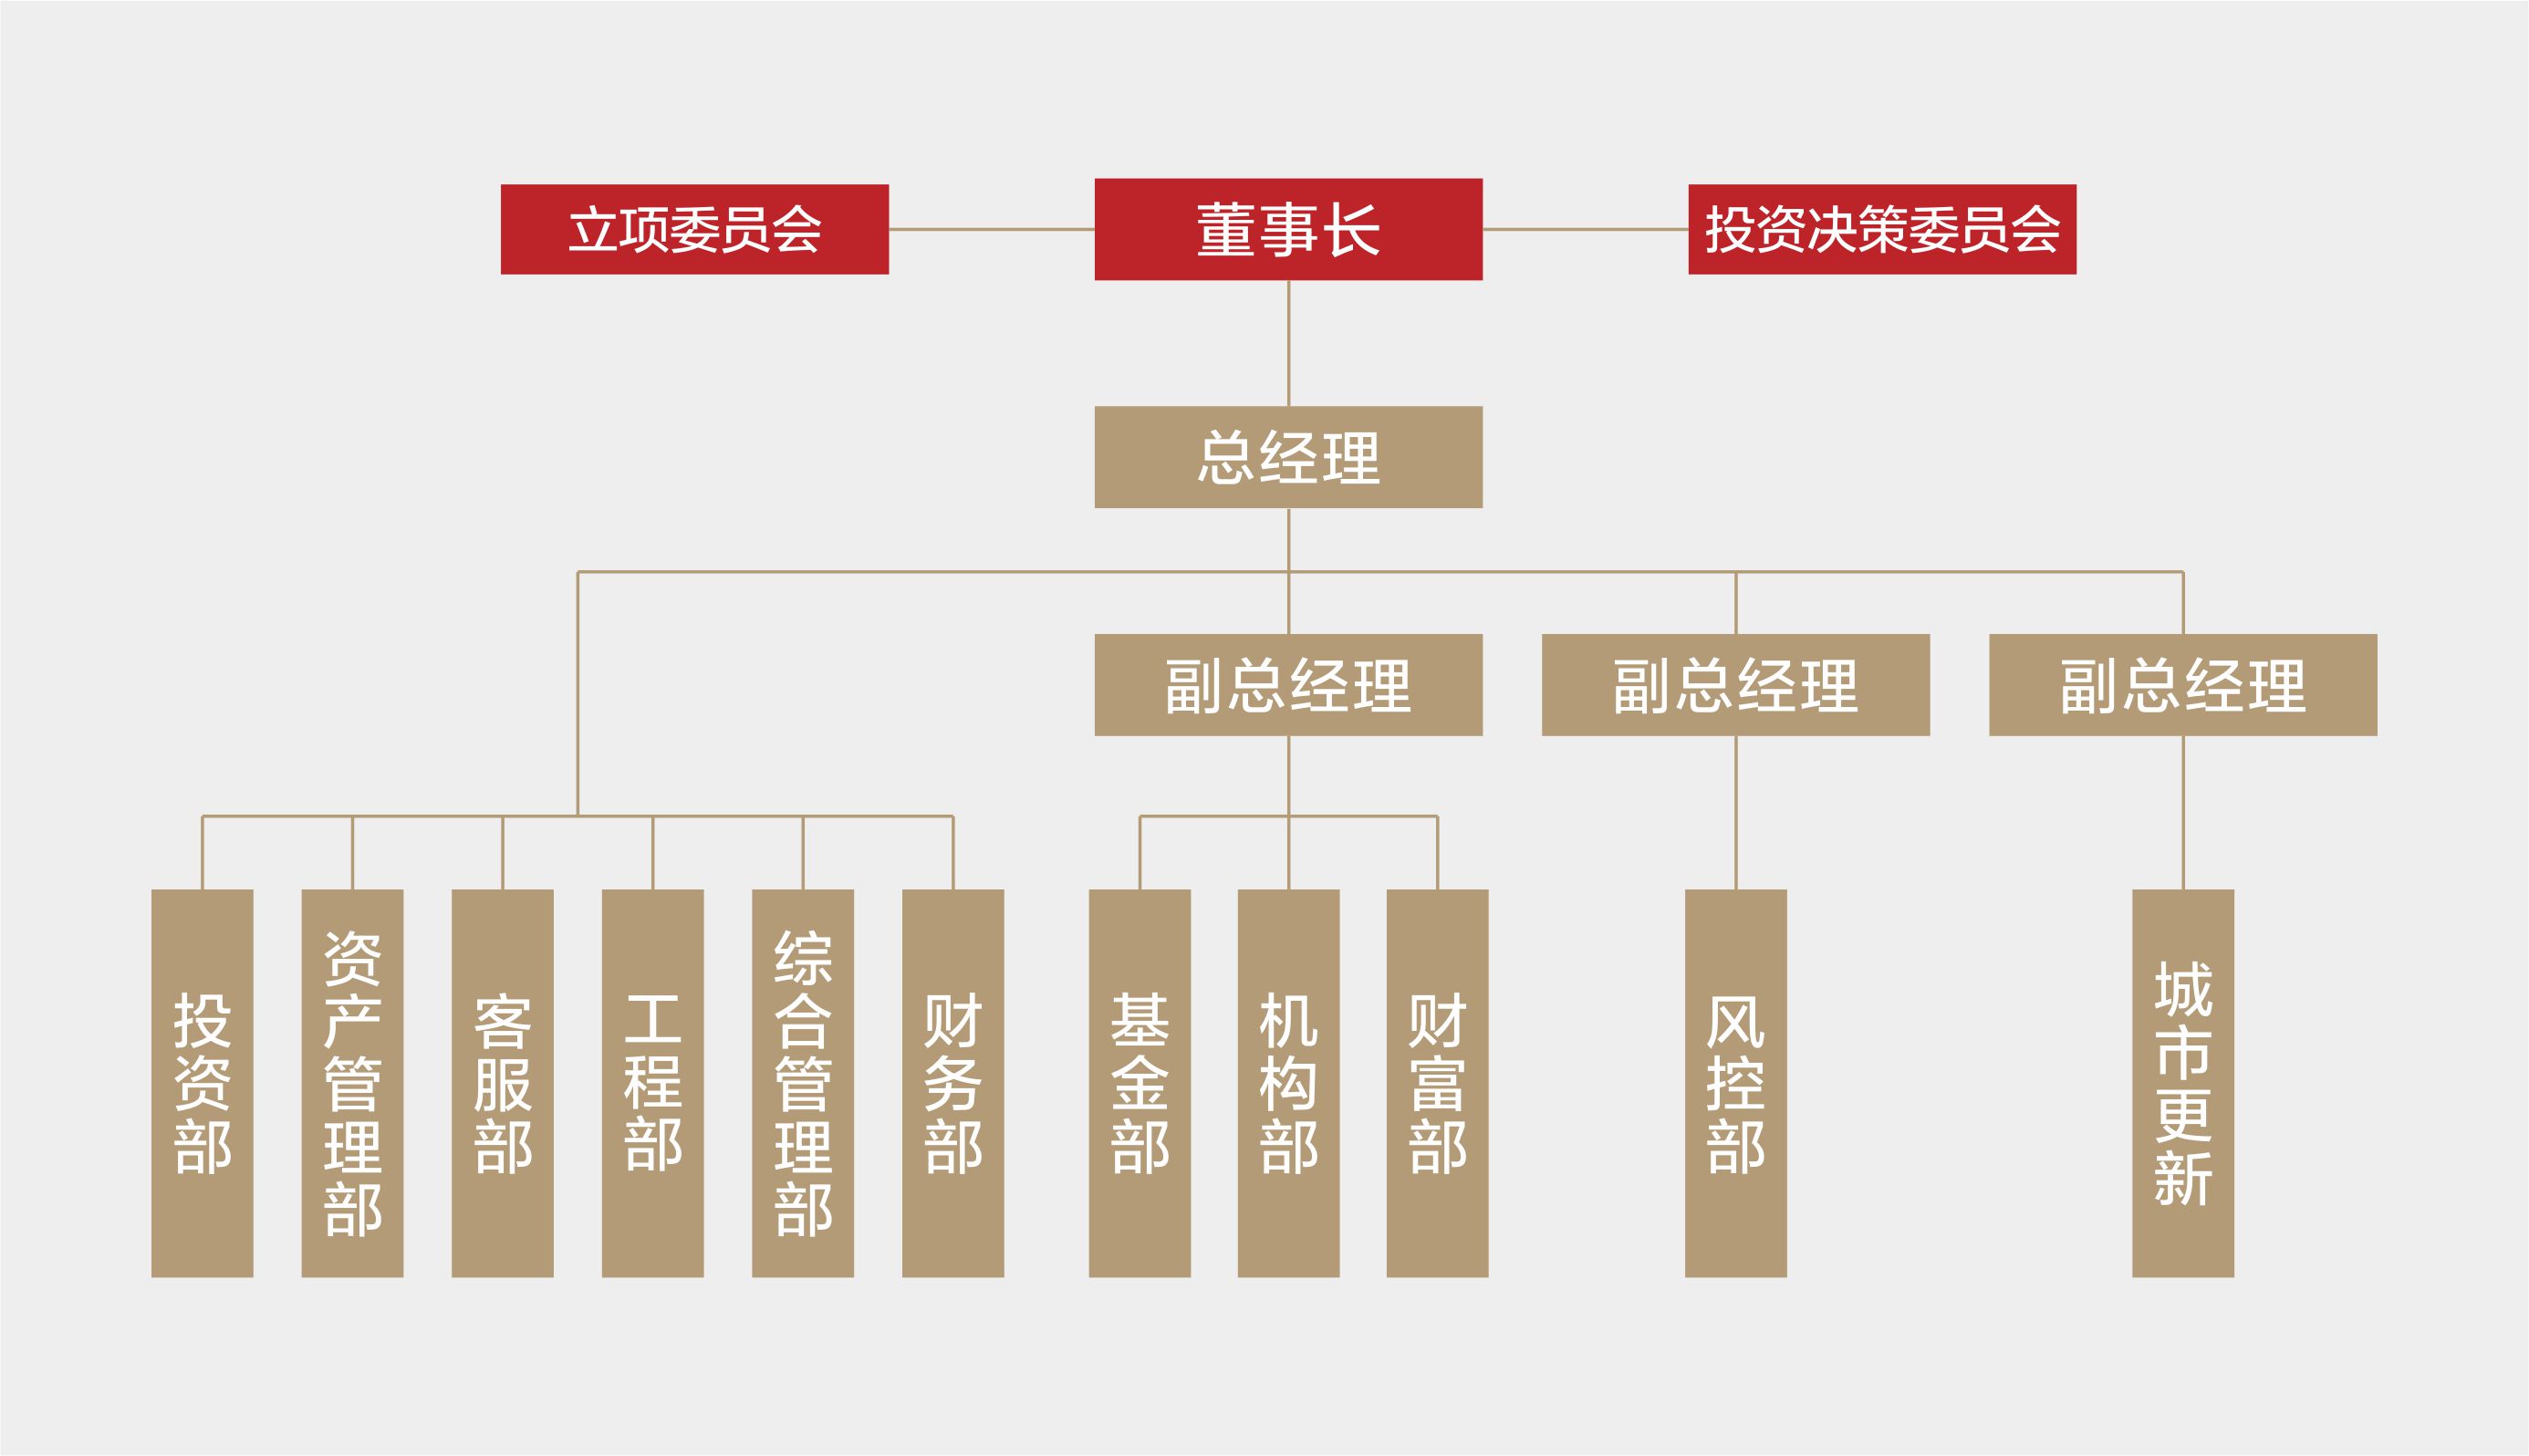 立项委员会
董事长
投资决策委员会
总经理
副总经理
副总经理
副总经理
投资部
资产管理部
客服部
工程部
综合管理部
财务部
基金部
机构部
财富部
风控部
城市更新